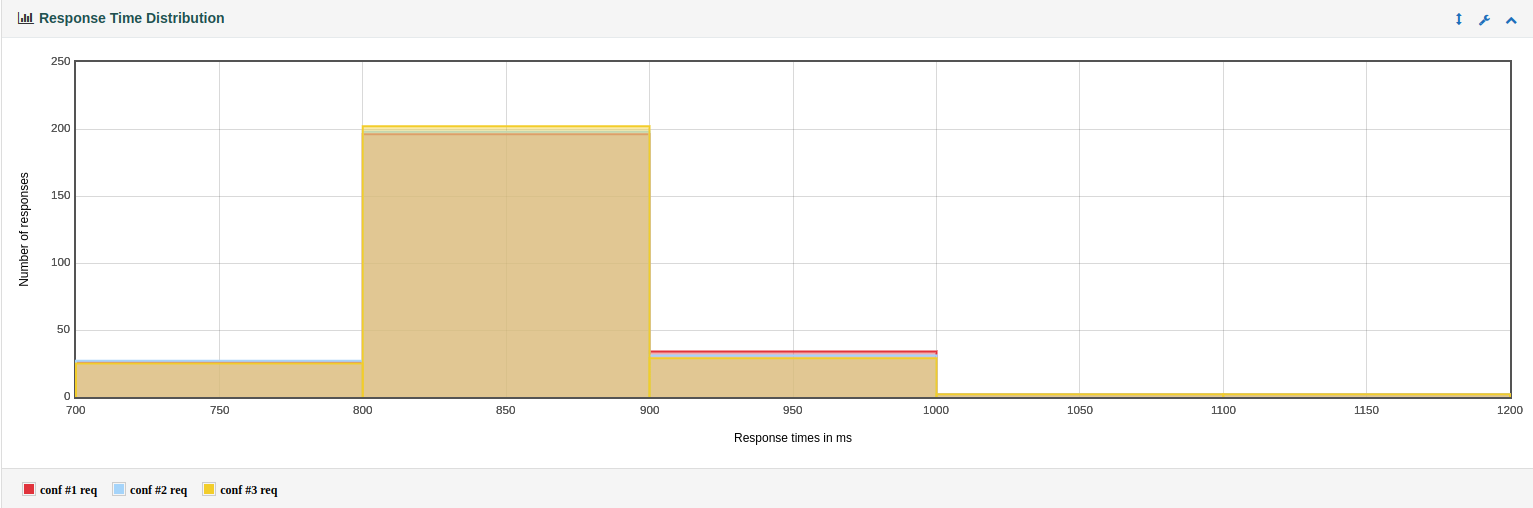 Response Time Distribution
250
200
150
100
50
0
Number of responses
700 750 800 850 900 950 1000 1050 1100 1150 1200
Response times in ms
conf #1 req conf #2 req conf #3 req